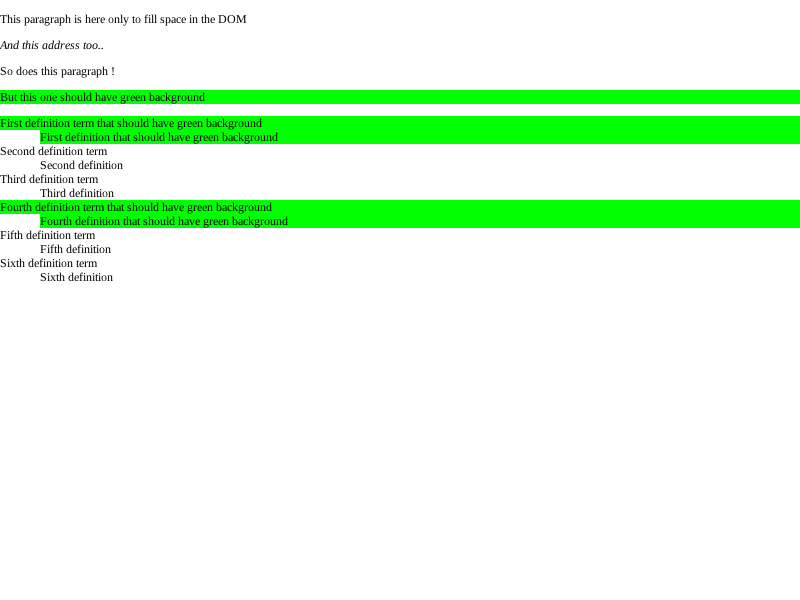 This paragraph is here only to fill space in the DOM
And this address too..
So does this paragraph !
But this one should have green background
First definition term that should have green background
First definition that should have green background
Second definition term
Second definition
Third definition term
Third definition
Fourth definition term that should have green background
Fourth definition that should have green background
Fifth definition term
Fifth definition
Sixth definition term
Sixth definition